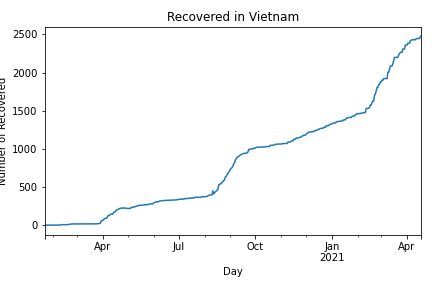 Recovered in Vietnam
Number of Recovered
2500
2000
1500
1000
500
0
Apr
Jul
Oct
Jan
2021
Apr
Day